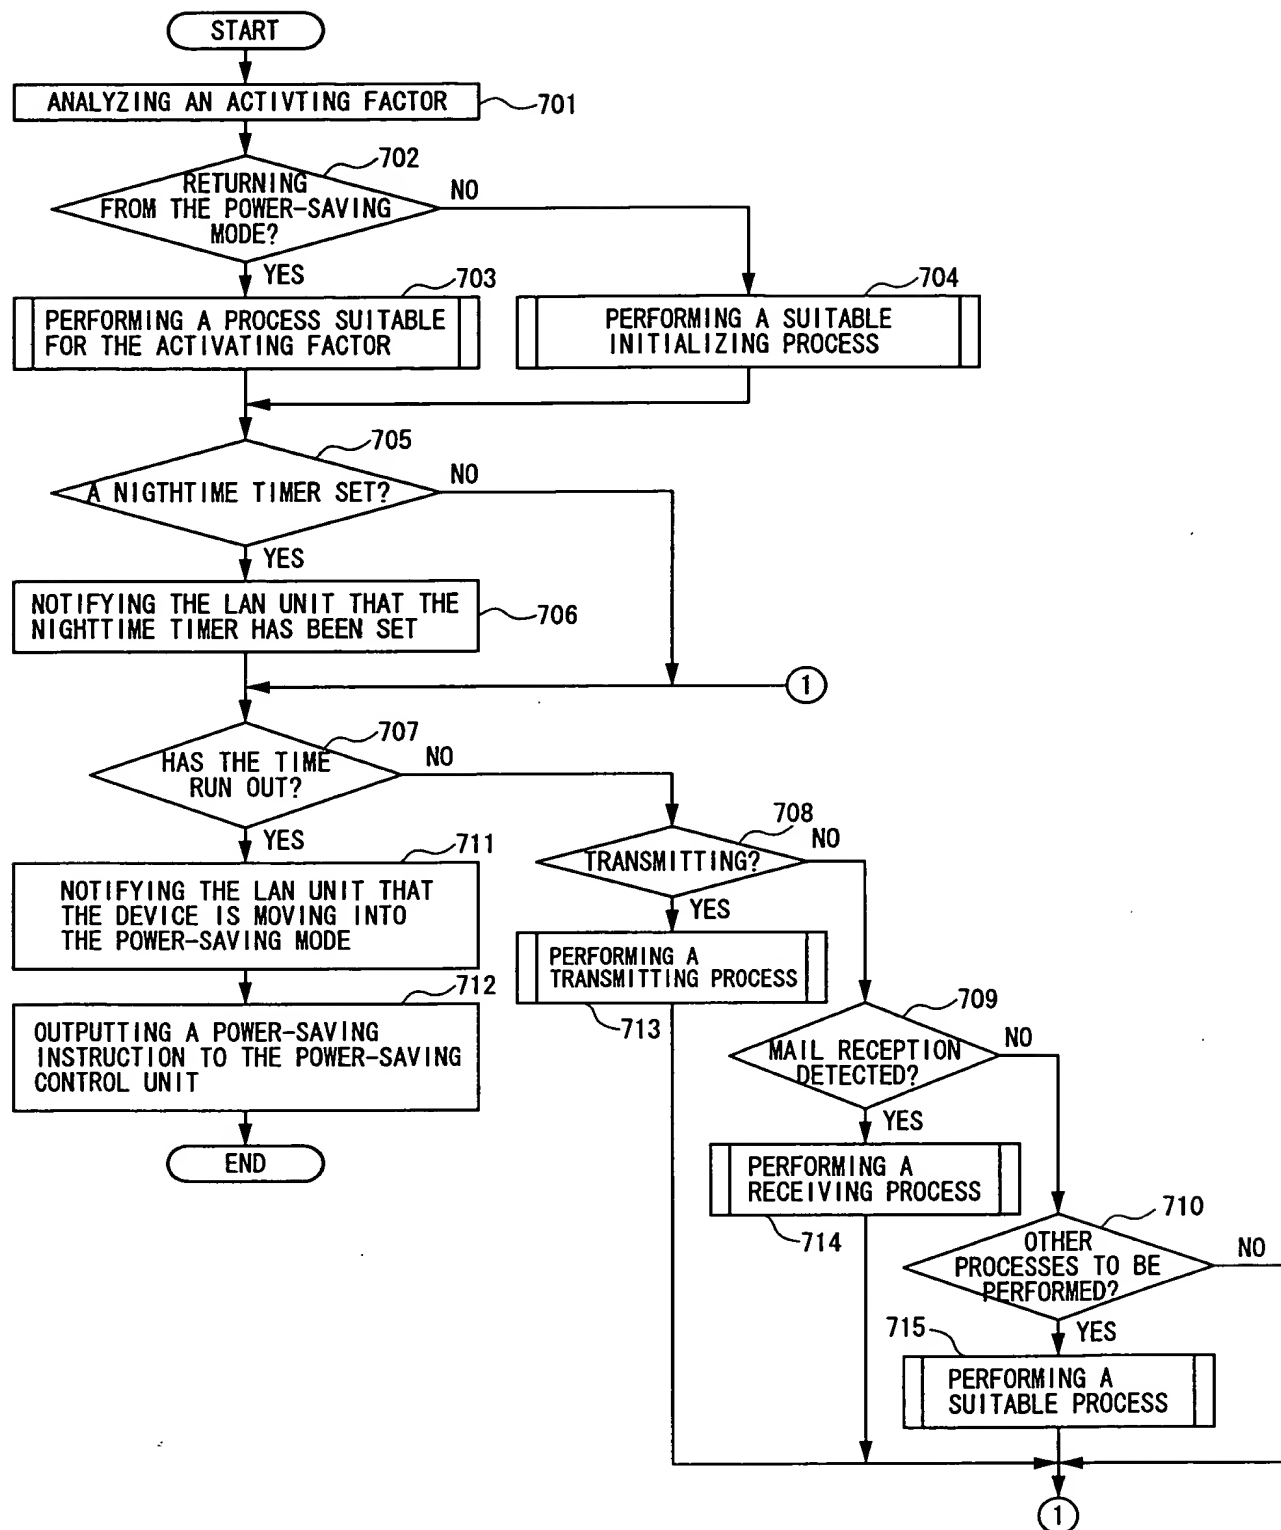 START
ANALYZING AN ACTIVTING FACTOR
701
702
RETURNING
FROM THE POWER-SAVING
MODE?
NO
YES
703
PERFORMING A PROCESS SUITABLE
FOR THE ACTIVATING FACTOR
704
PERFORMING A SUITABLE
INITIALIZING PROCESS
705
A NIGTHTIME TIMER SET?
NO
YES
NOTIFYING THE LAN UNIT THAT THE
NIGHTTIME TIMER HAS BEEN SET
706
1
707
HAS THE TIME
RUN OUT?
NO
YES
708
TRANSMITTING?
NO
YES
711
NOTIFYING THE LAN UNIT THAT
THE DEVICE IS MOVING INTO
THE POWER-SAVING MODE
PERFORMING A
TRANSMITTING PROCESS
713
712
OUTPUTTING A POWER-SAVING
INSTRUCTION TO THE POWER-SAVING
CONTROL UNIT
END
709
MAIL RECEPTION
DETECTED?
NO
YES
PERFORMING A
RECEIVING PROCESS
714
710
OTHER
PROCESSES TO BE
PERFORMED?
NO
YES
715
PERFORMING A
SUITABLE PROCESS
1